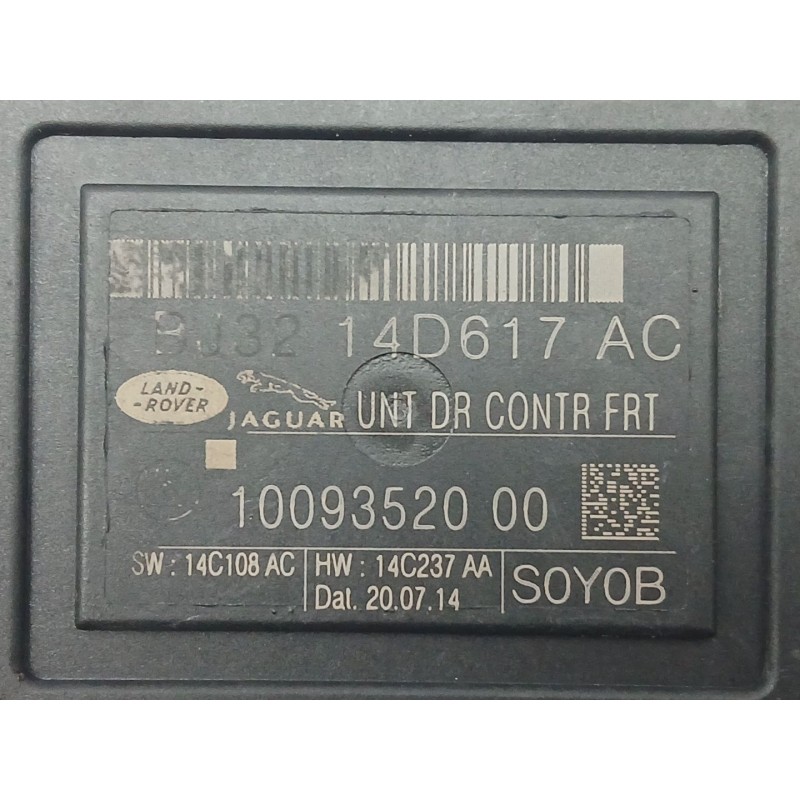 BJ32 14D617 AC
LAND-
-ROVER
JAGUAR UNT DR CONTR FRT
10093520 00
SW : 14C108 AC HW : 14C237 AA
Dat. 20.07.14
SOYOB